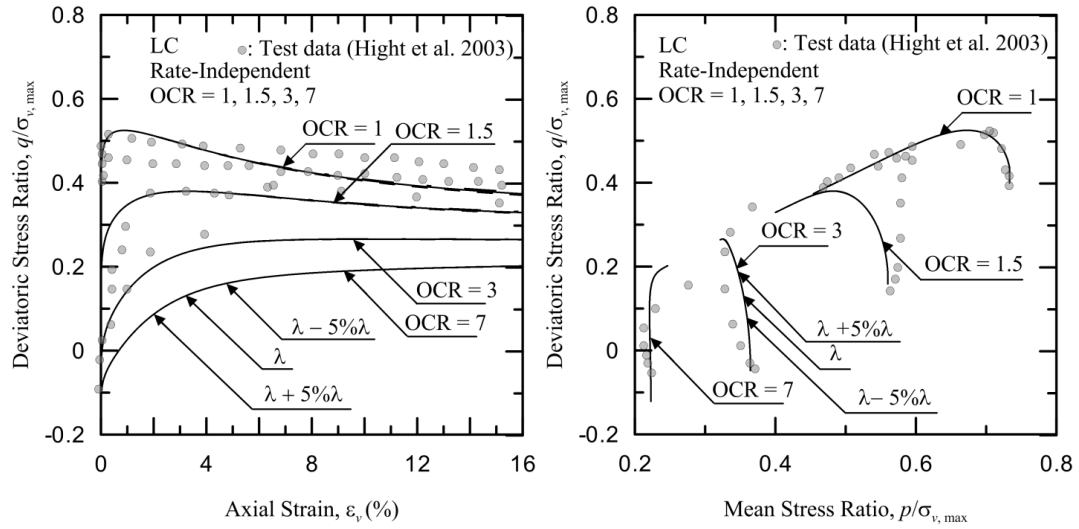 Deviatoric Stress Ratio, q/σv, max
0.8
0.6
0.4
0.2
0
-0.2
LC
: Test data (Hight et al. 2003)
Rate-Independent
OCR = 1, 1.5, 3, 7
OCR = 1
OCR = 1.5
OCR = 3
OCR = 7
λ – 5%λ
λ
λ + 5%λ
0
4
8
12
16
Axial Strain, εv (%)
Deviatoric Stress Ratio, q/σv, max
0.8
0.6
0.4
0.2
0
-0.2
LC
: Test data (Hight et al. 2003)
Rate-Independent
OCR = 1, 1.5, 3, 7
OCR = 1
OCR = 3
OCR = 1.5
λ +5%λ
λ
OCR = 7
λ– 5%λ
0.2
0.4
0.6
0.8
Mean Stress Ratio, p/σv, max